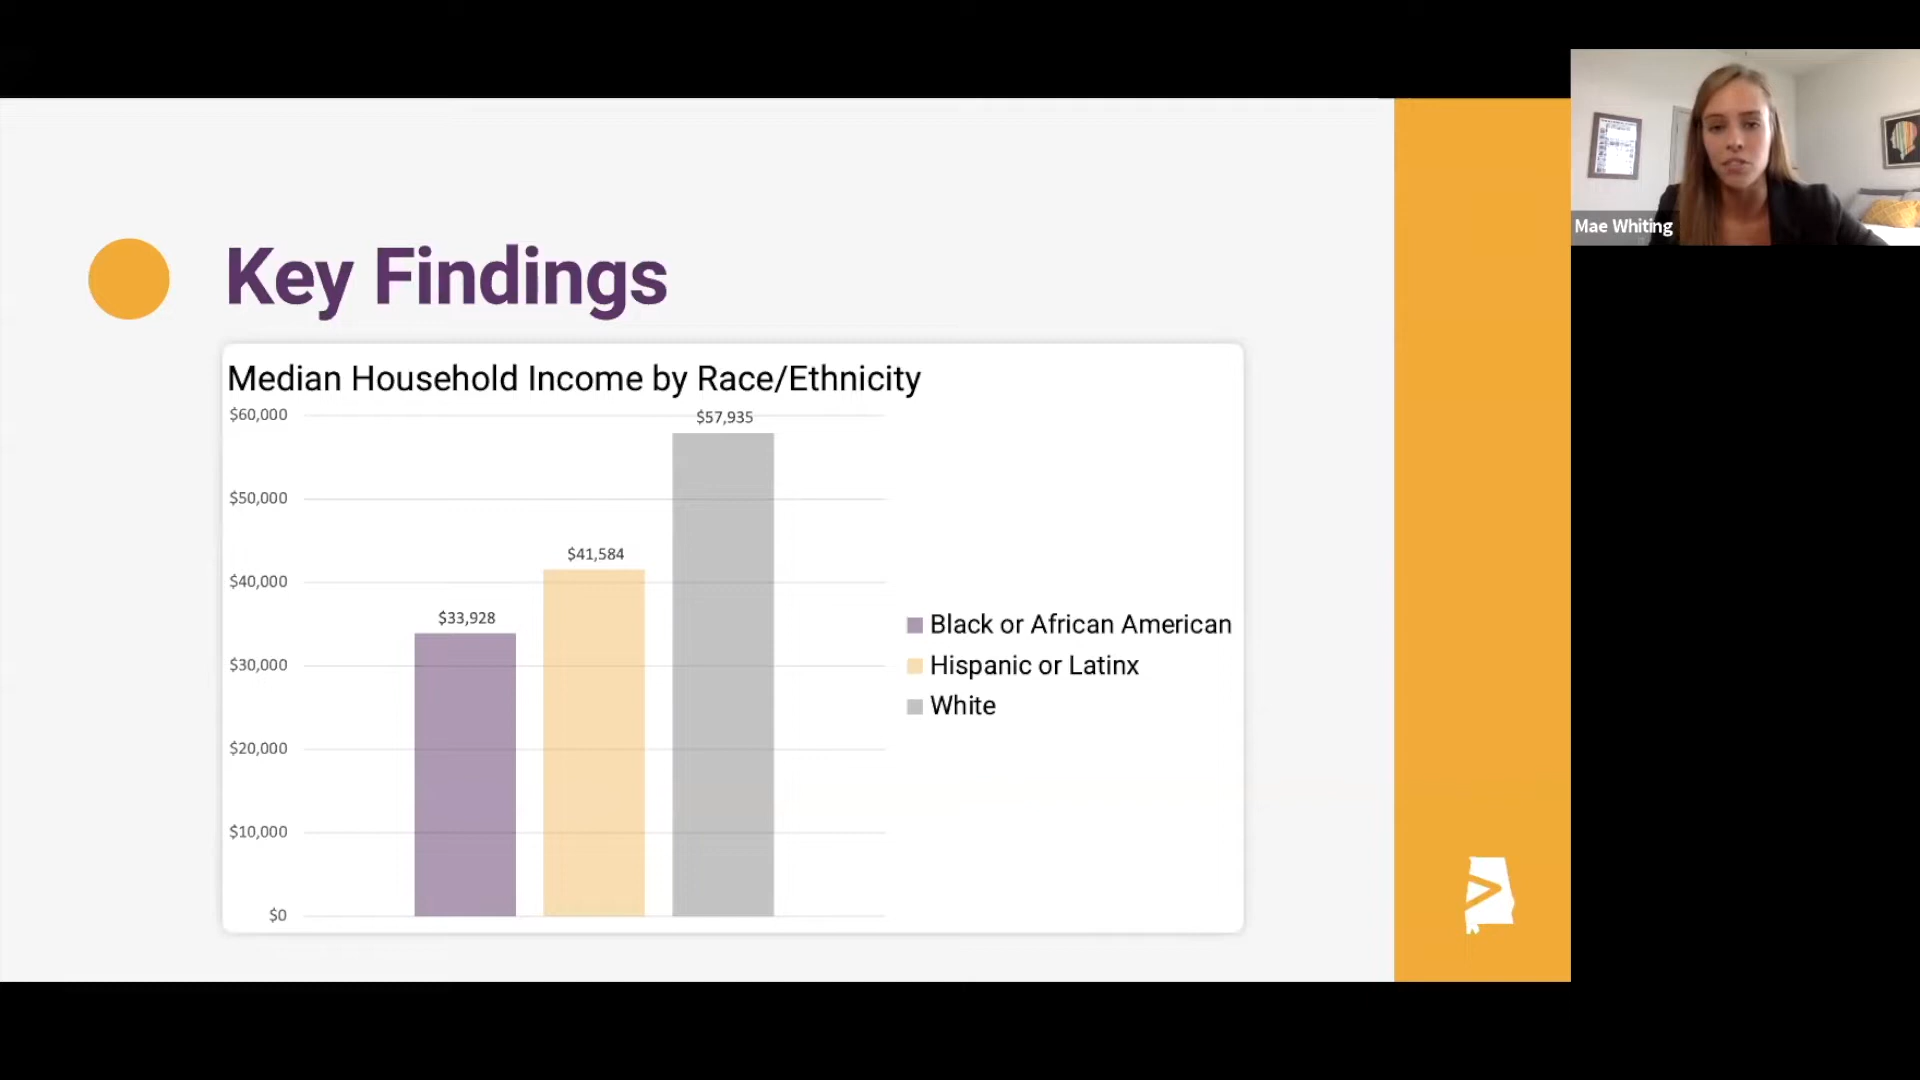 Key Findings
Median Household Income by Race/Ethnicity
$60,000
$50,000
$40,000
$30,000
$20,000
$10,000
$0
$33,928
$41,584
$57,935
Black or African American
Hispanic or Latinx
White
Mae Whiting